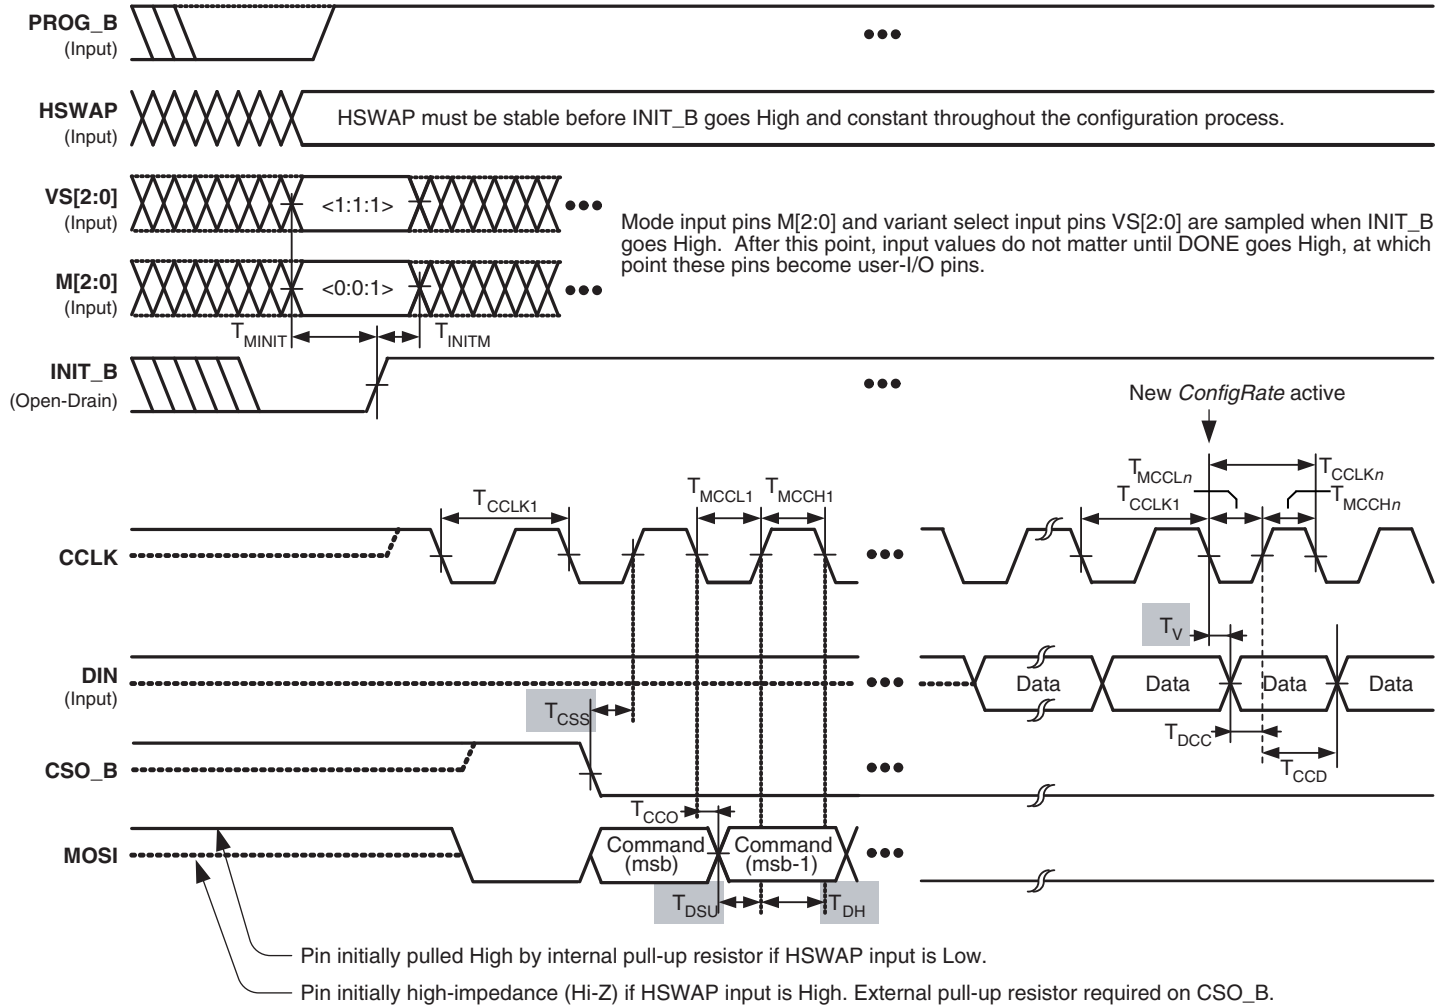 PROG_B
(Input)
HSWAP
(Input)
HSWAP must be stable before INIT_B goes High and constant throughout the configuration process.
VS[2:0]
(Input)
<1:1:1>
Mode input pins M[2:0] and variant select input pins VS[2:0] are sampled when INIT_B
goes High. After this point, input values do not matter until DONE goes High, at which
point these pins become user-I/O pins.
M[2:0]
(Input)
<0:0:1>
TMINIT
TINITM
INIT_B
(Open-Drain)
New ConfigRate active
TMCCLn
TCCLKn
TCCLK1
TMCCL1
TMCCH1
TCCLK1
TMCCHn
CCLK
TV
DIN
(Input)
Data
Data
Data
Data
TCSS
TDCC
TCCD
CSO_B
TCCO
MOSI
Command
(msb)
Command
(msb-1)
TDSU
TDH
Pin initially pulled High by internal pull-up resistor if HSWAP input is Low.
Pin initially high-impedance (Hi-Z) if HSWAP input is High. External pull-up resistor required on CSO_B.